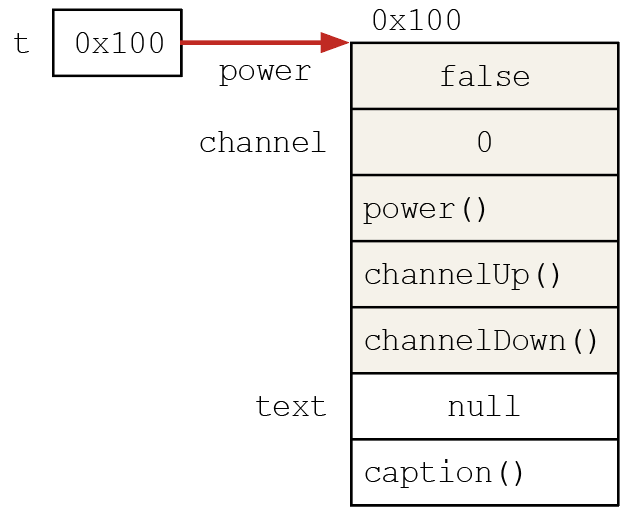 0x100
t 0x100
power false
channel 0
power()
channelUp()
channelDown()
text null
caption()